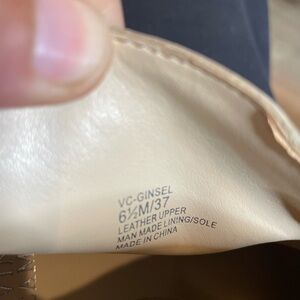 VC-GINSEL
6½M/37
LEATHER UPPER
MAN MADE LINING/SOLE
MADE IN CHINA